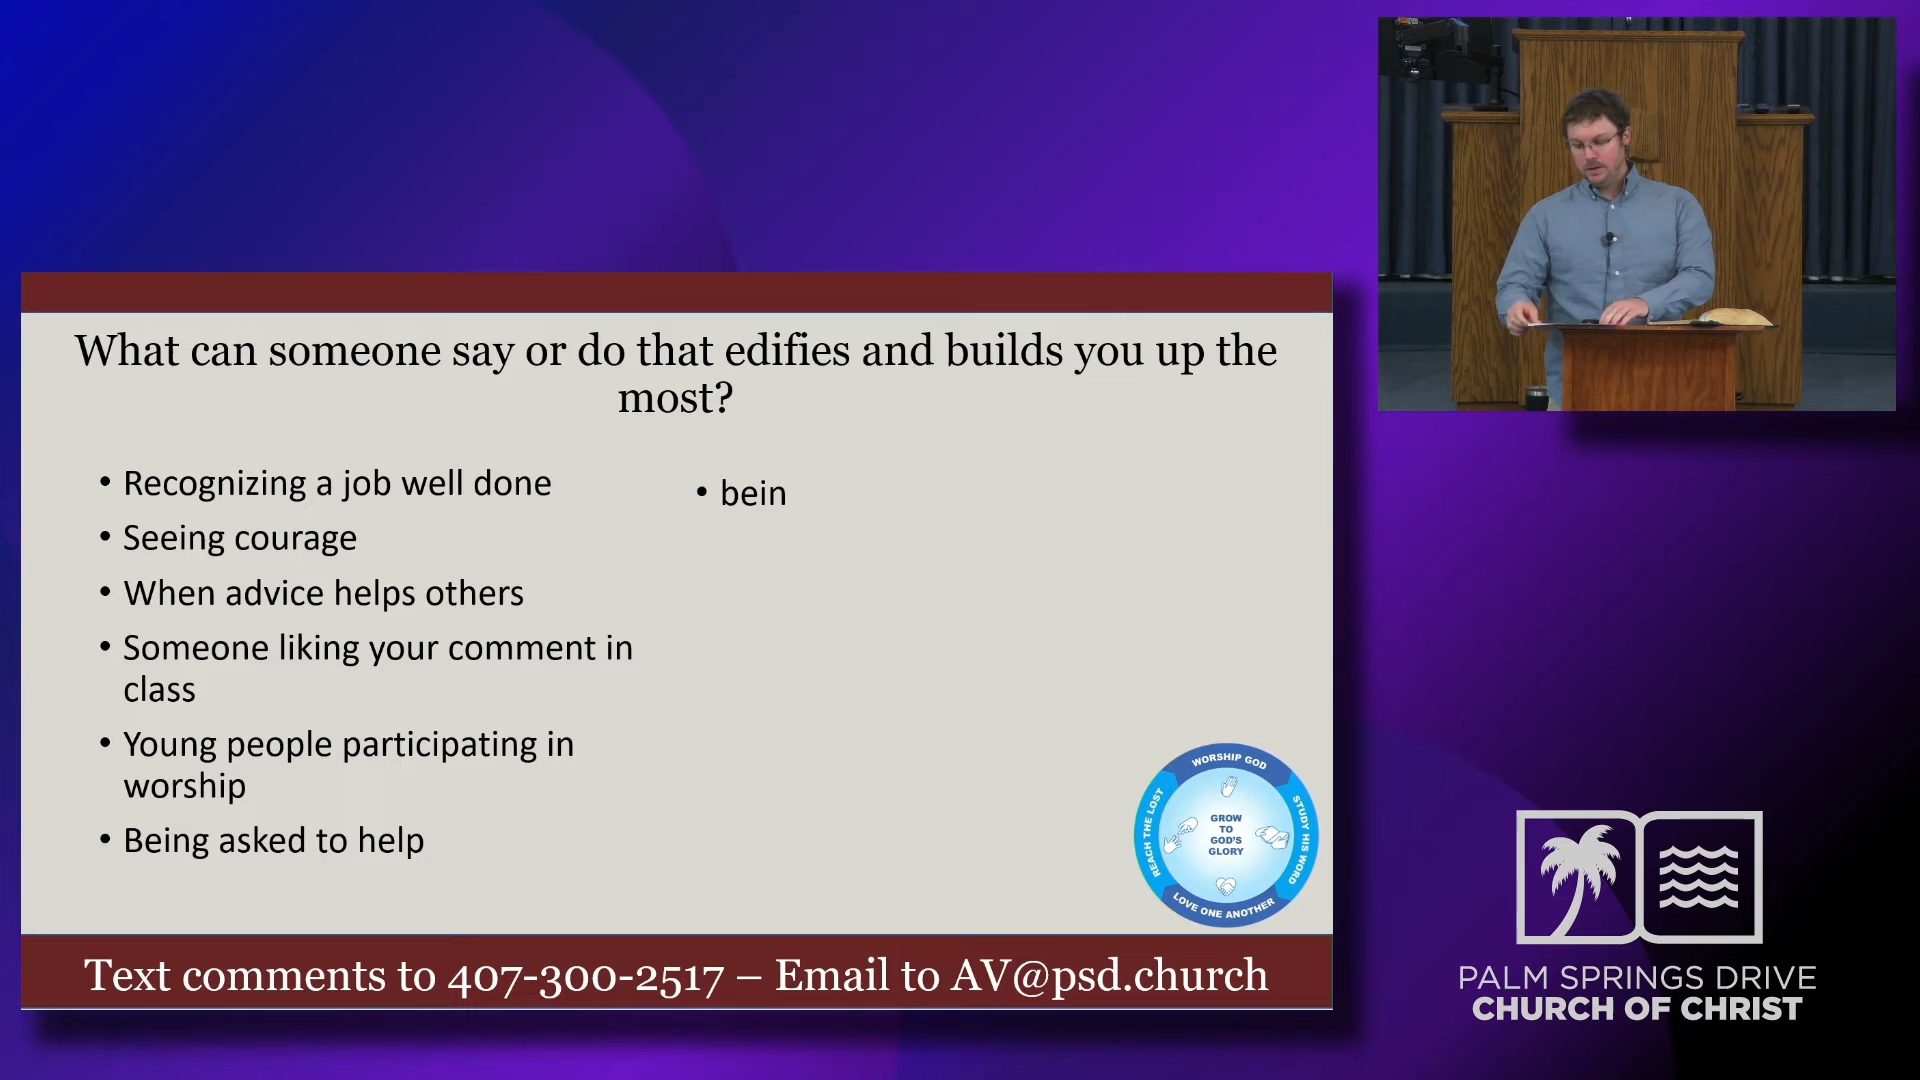 What can someone say or do that edifies and builds you up the
most?
• Recognizing a job well done
• Seeing courage
• When advice helps others
• Someone liking your comment in
class
• Young people participating in
worship
• Being asked to help
• bein
WORSHIP GOD
STUDY HIS WORD
LOVE ONE ANOTHER
REACH THE LOST
GROW
TO
GOD'S
GLORY
Text comments to 407-300-2517 – Email to AV@psd.church
PALM SPRINGS DRIVE
CHURCH OF CHRIST